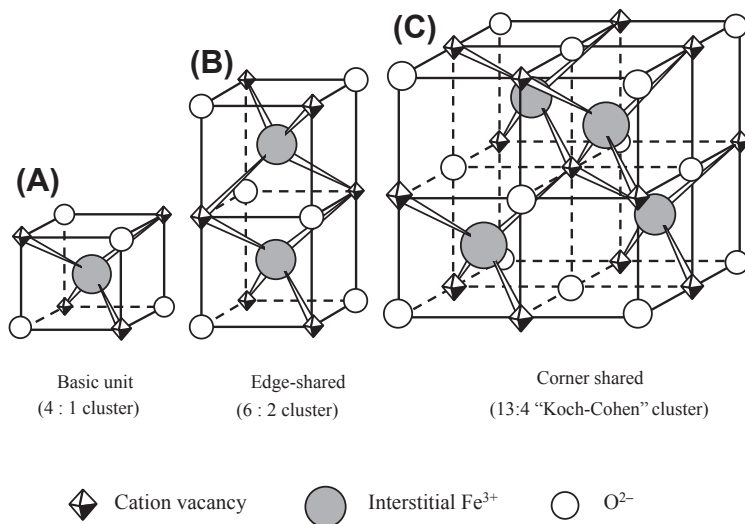 (A)
Basic unit
(4 : 1 cluster)
(B)
Edge-shared
(6 : 2 cluster)
(C)
Corner shared
(13:4 “Koch-Cohen” cluster)
Cation vacancy
Interstitial Fe3+
O2−